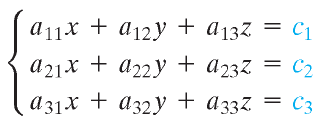 a₁₁x + a₁₂y + a₁₃z = c₁
a₂₁x + a₂₂y + a₂₃z = c₂
a₃₁x + a₃₂y + a₃₃z = c₃